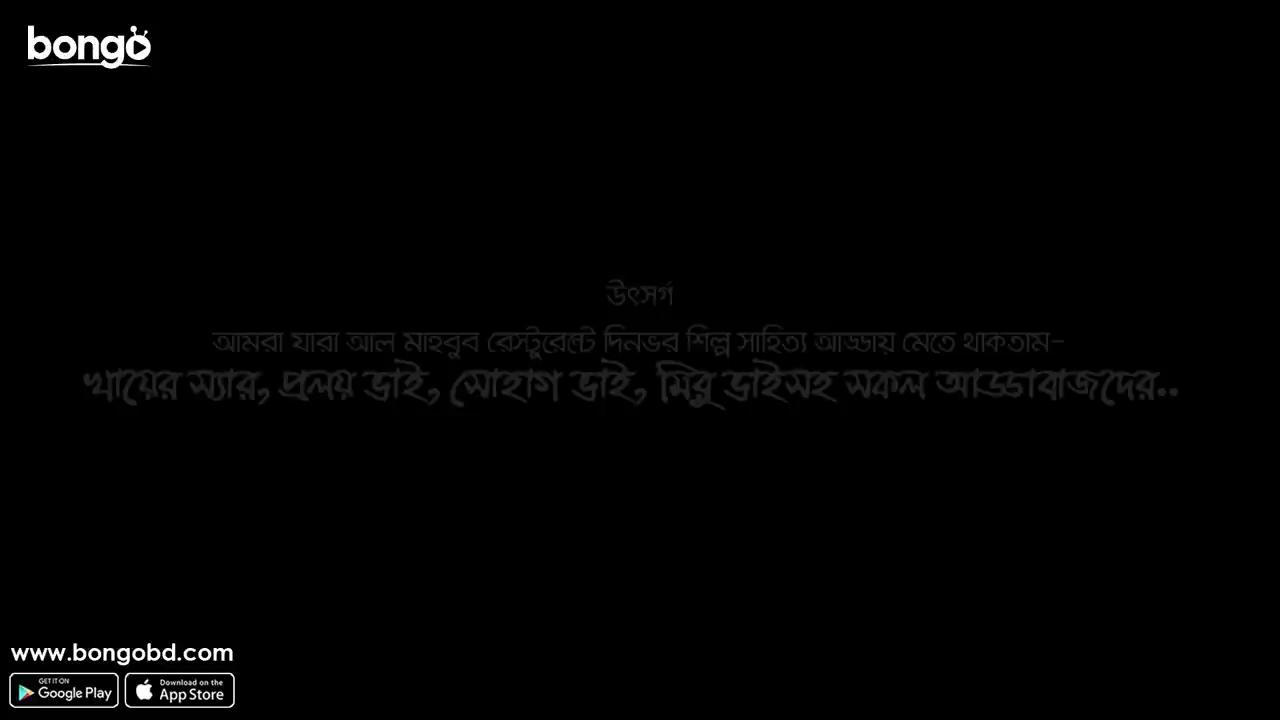 bongo
উৎসর্গ
আমরা যারা আল মাহবুব রেস্টুরেন্টে দিনভর শিল্প সাহিত্য আড্ডায় মেতে থাকতাম-
খায়ের স্যার, প্রলয় ভাই, সোহাগ ভাই, মিরু ভাইসহ সকল আড্ডাবাজদের..
www.bongobd.com
GET IT ON Google Play
Download on the App Store